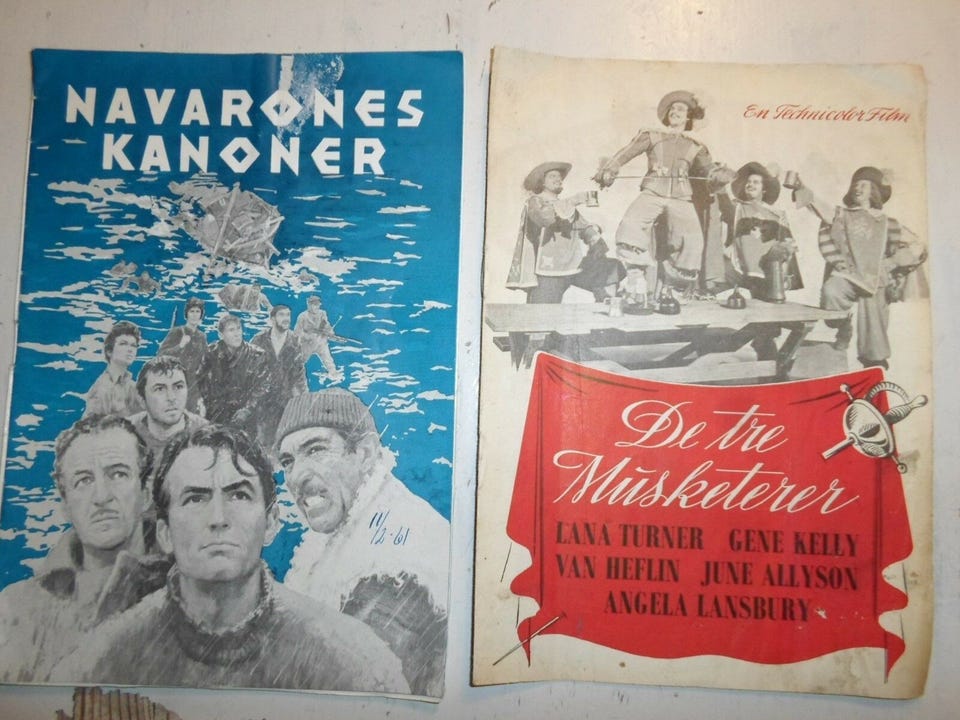 NAVARONES
KANONER
11/2-61
En Technicolor Film
De tre
Musketerer
LANA TURNER GENE KELLY
VAN HEFLIN JUNE ALLYSON
ANGELA LANSBURY